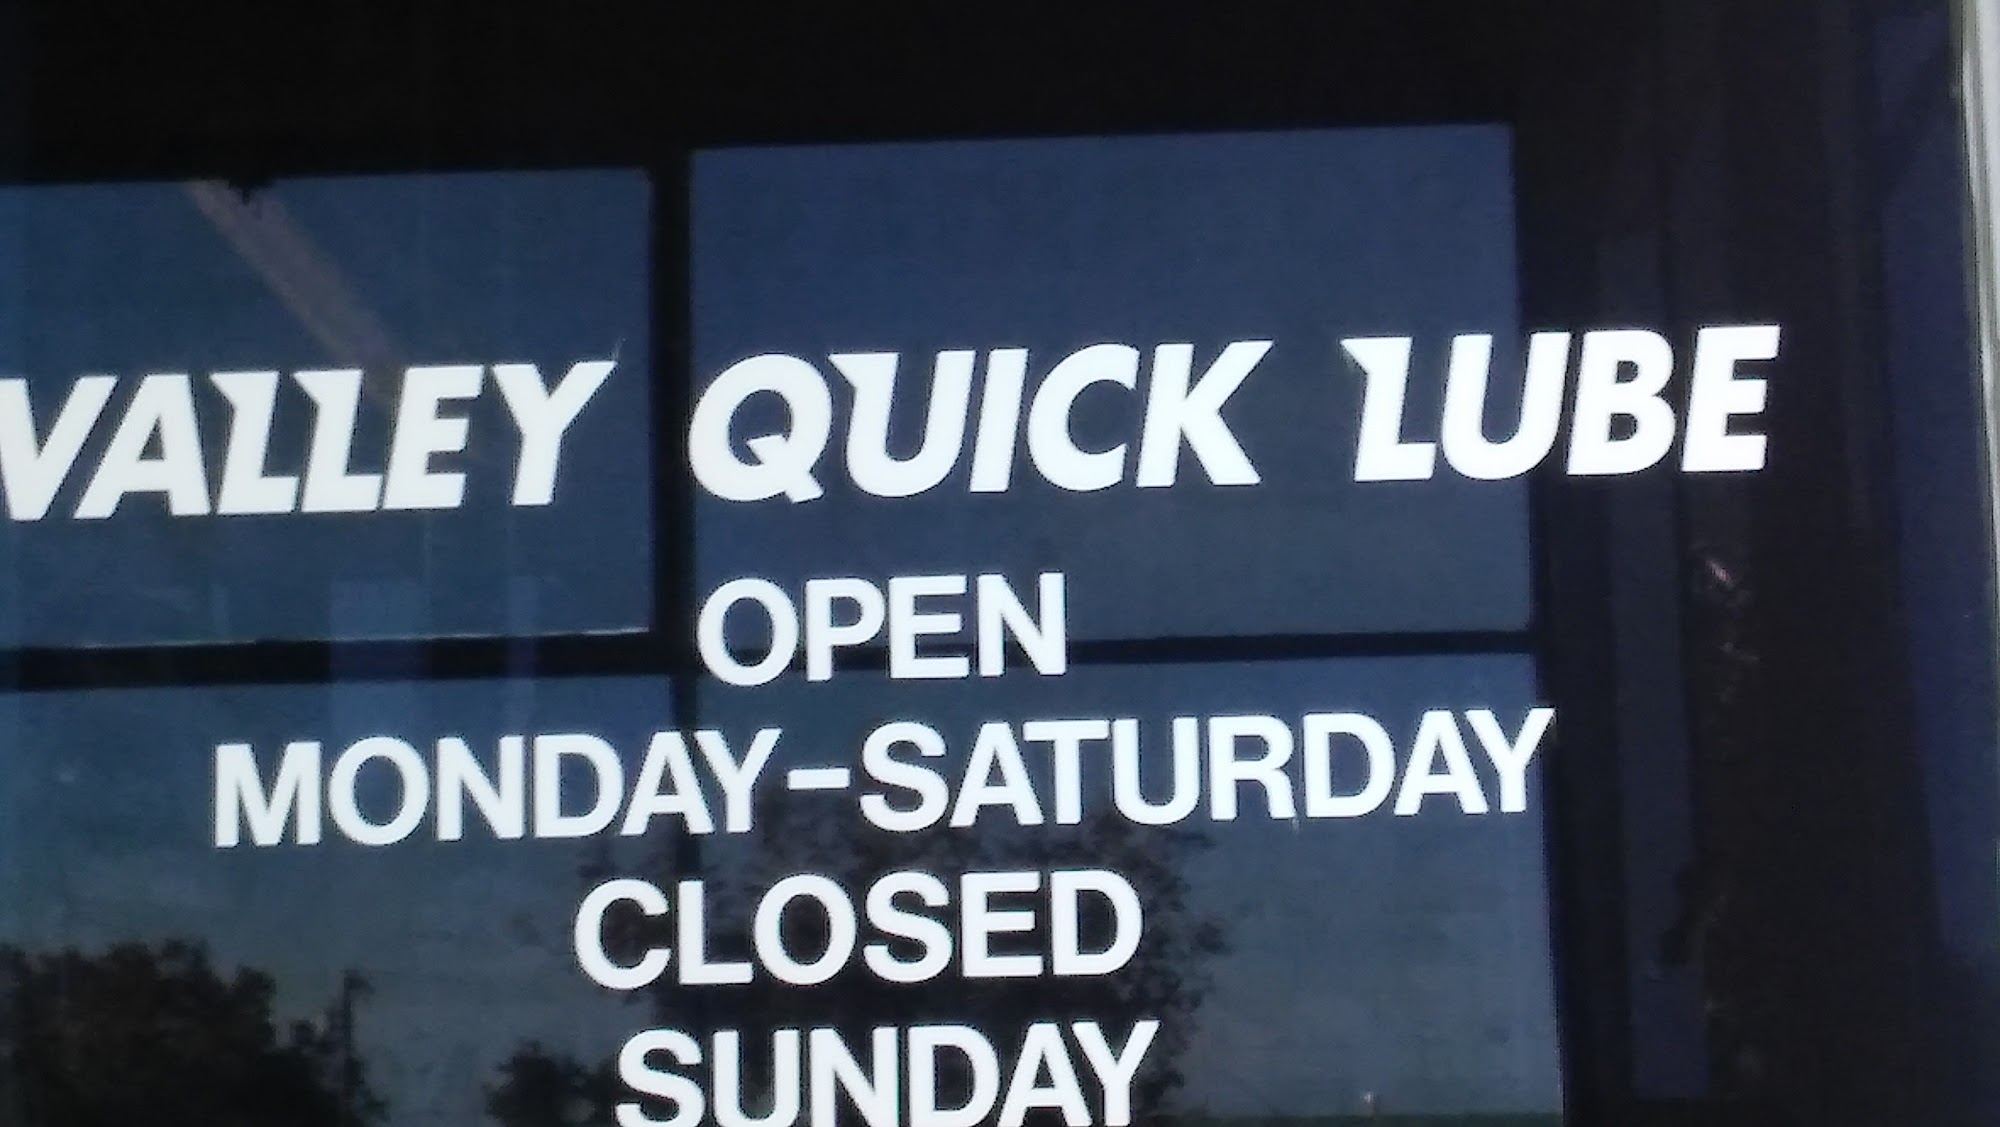 VALLEY QUICK LUBE
OPEN
MONDAY-SATURDAY
CLOSED
SUNDAY